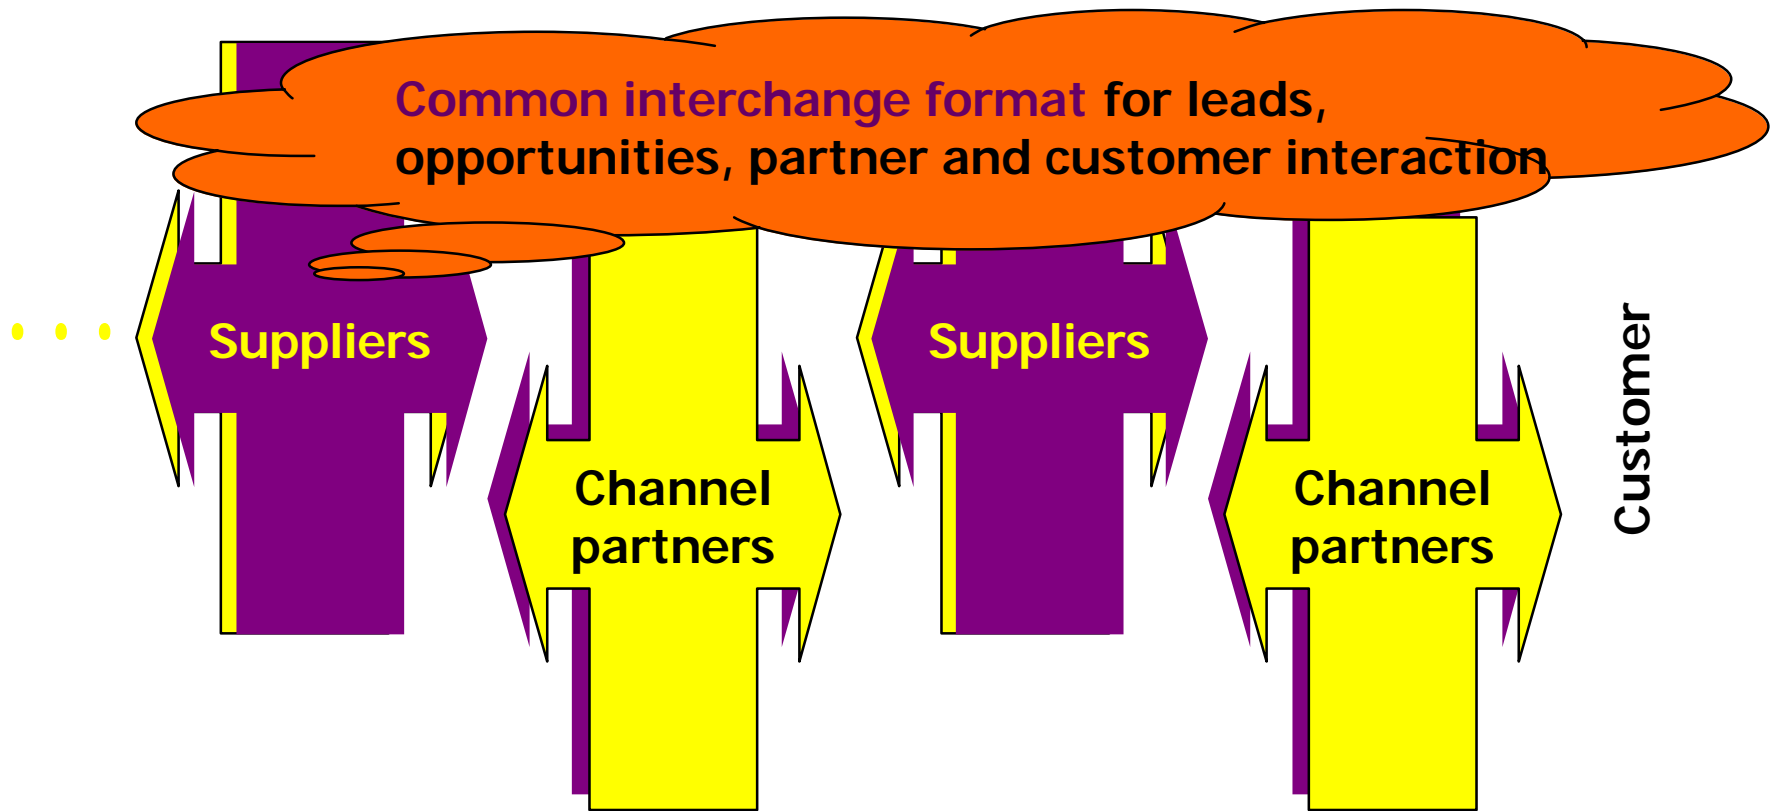 Common interchange format for leads,
opportunities, partner and customer interaction
Suppliers
Suppliers
Channel
partners
Channel
partners
Customer